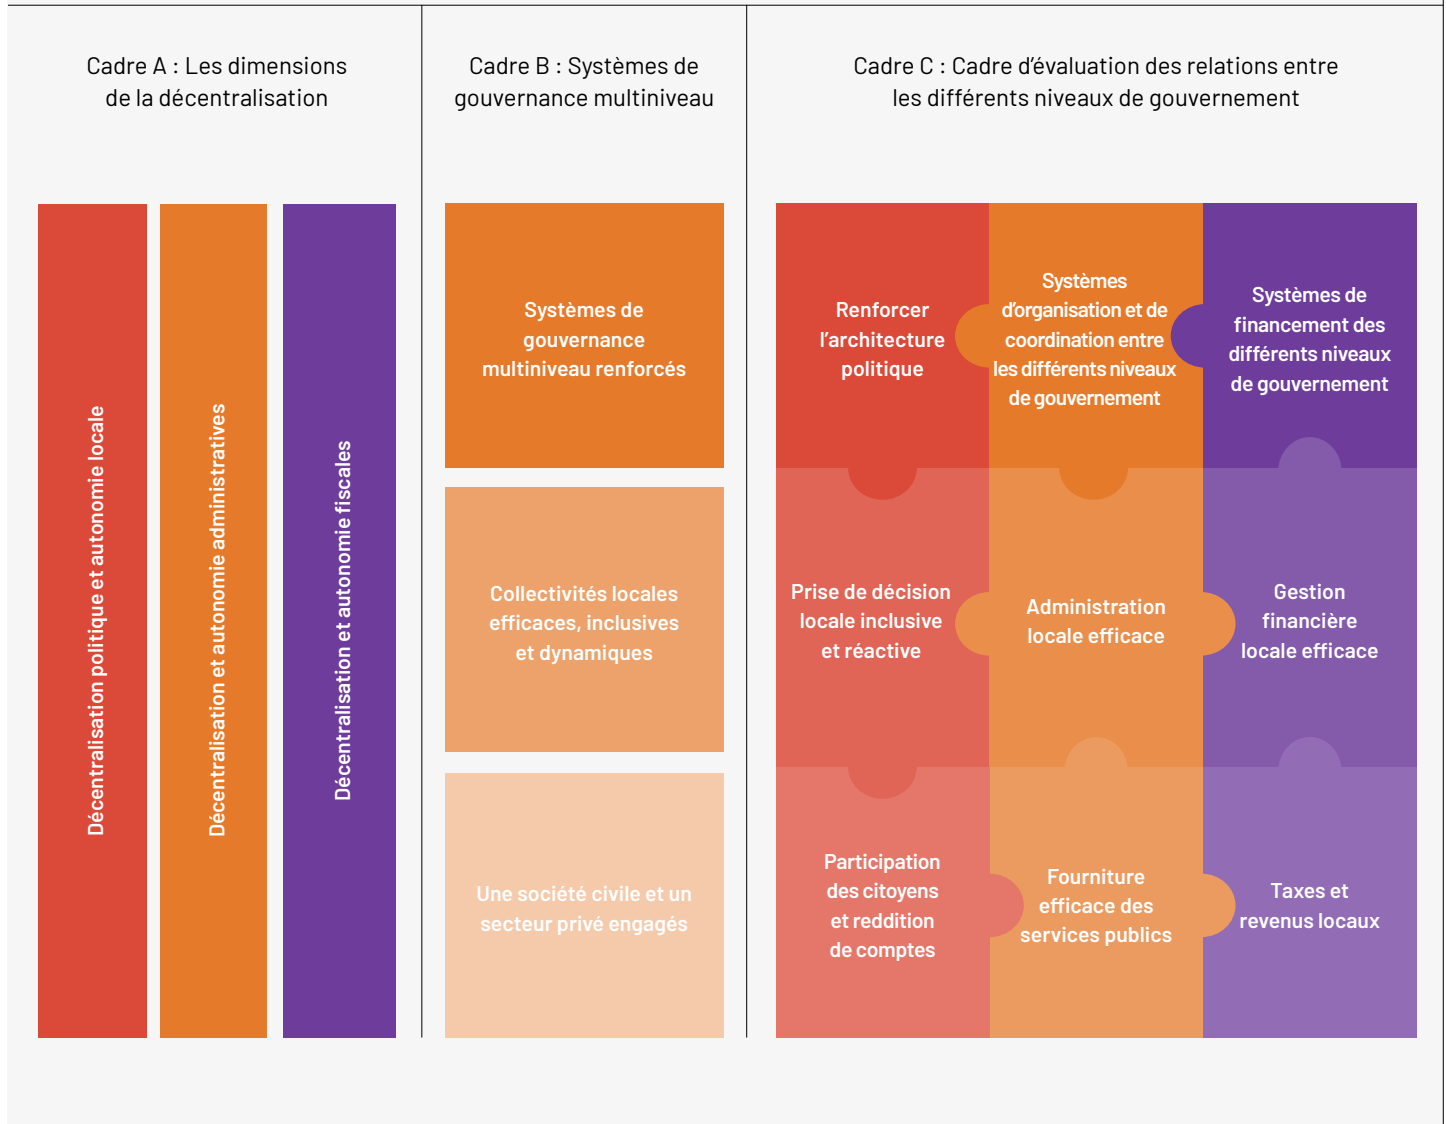 Cadre A : Les dimensions
de la décentralisation
Décentralisation politique et autonomie locale
Décentralisation et autonomie administratives
Décentralisation et autonomie fiscales
Cadre B : Systèmes de
gouvernance multiniveau
Systèmes de
gouvernance
multiniveau renforcés
Collectivités locales
efficaces, inclusives
et dynamiques
Une société civile et un
secteur privé engagés
Cadre C : Cadre d'évaluation des relations entre
les différents niveaux de gouvernement
Renforcer
l'architecture
politique
Systèmes
d'organisation et de
coordination entre
les différents niveaux
de gouvernement
Systèmes de
financement des
différents niveaux
de gouvernement
Prise de décision
locale inclusive
et réactive
Administration
locale efficace
Gestion
financière
locale efficace
Participation
des citoyens
et reddition
de comptes
Fourniture
efficace des
services publics
Taxes et
revenus locaux